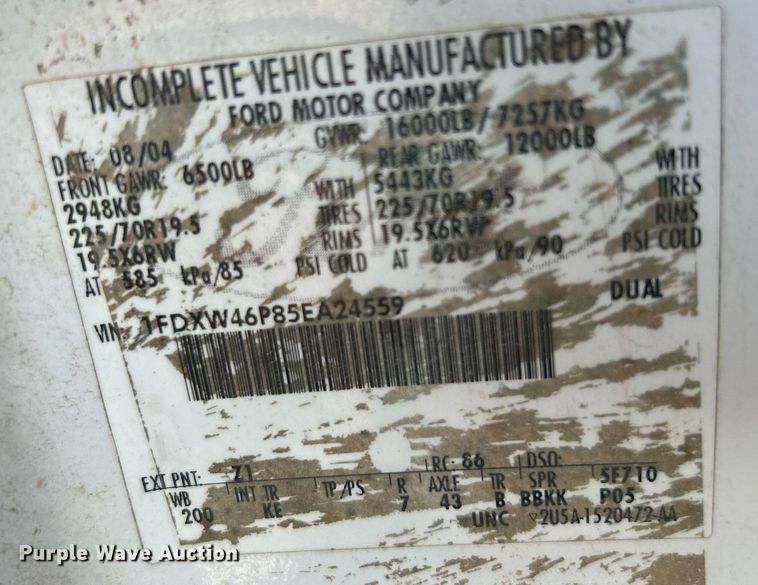 INCOMPLETE VEHICLE MANUFACTURED BY
FORD MOTOR COMPANY
DATE: 08/04 GVWR: 16000LB/ 7257KG
FRONT GAWR: 6500LB REAR GAWR: 12000LB
2948KG WITH 5443KG WITH
225/70R19.5 TIRES 225/70R19.5 TIRES
19.5X6RW RIMS 19.5X6RW RIMS
AT 585 kPa/85 PSI COLD AT 620 kPa/90 PSI COLD
DUAL
VIN: 1FDXW46P85EA24559
EXT PNT: Z1 RC: 86 DSO:
WB INT TR TP/PS R AXLE TR SPR 5F710
200 KE 7 43 B BBKK P05
UNC ▽2U5A-1520472-AA
Purple Wave Auction